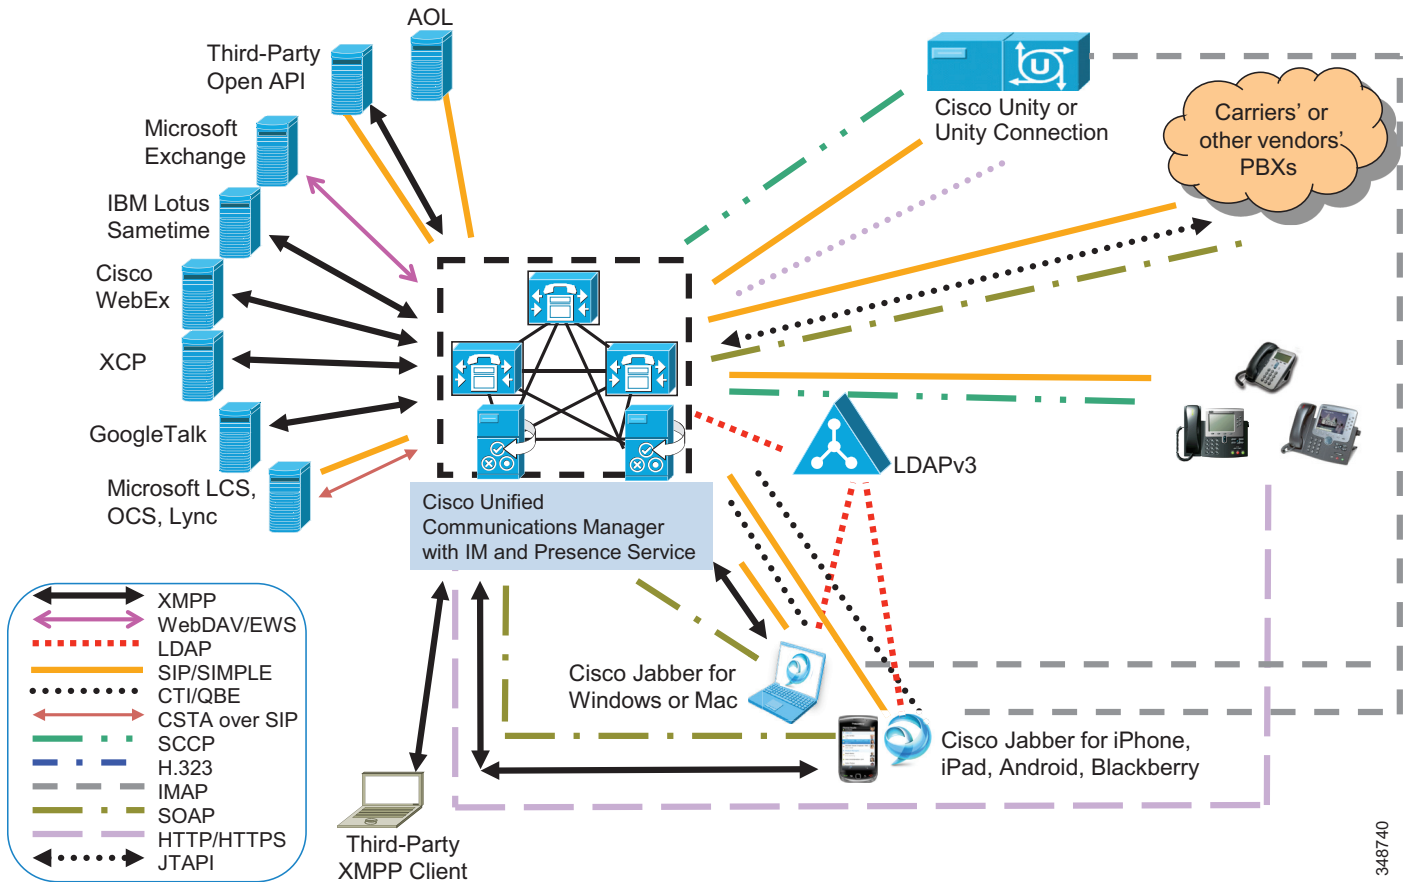 AOL
Third-Party
Open API
Microsoft
Exchange
IBM Lotus
Sametime
Cisco
WebEx
XCP
GoogleTalk
Microsoft LCS,
OCS, Lync
U
Cisco Unity or
Unity Connection
Carriers' or
other vendors'
PBXs
LDAPv3
Cisco Unified
Communications Manager
with IM and Presence Service
Cisco Jabber for
Windows or Mac
Cisco Jabber for iPhone,
iPad, Android, Blackberry
Third-Party
XMPP Client
XMPP
WebDAV/EWS
LDAP
SIP/SIMPLE
CTI/QBE
CSTA over SIP
SCCP
H.323
IMAP
SOAP
HTTP/HTTPS
JTAPI
348740